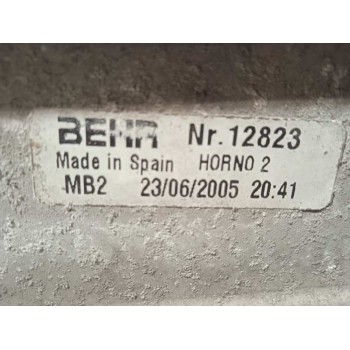 BEHR Nr.12823
Made in Spain HORNO 2
MB2 23/06/2005 20:41